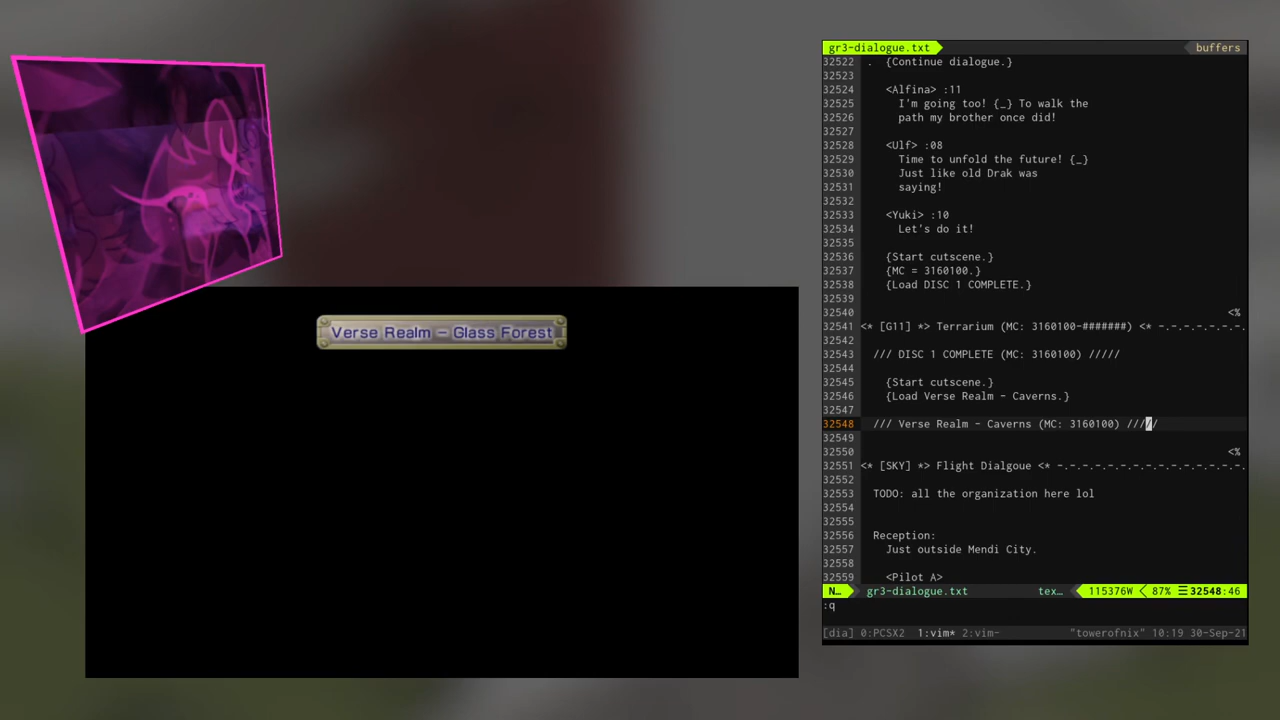 Verse Realm – Glass Forest
gr3-dialogue.txt buffers
32522 . {Continue dialogue.}
32523
32524 <Alfina> :11
32525 I'm going too! {_} To walk the
32526 path my brother once did!
32527
32528 <Ulf> :08
32529 Time to unfold the future! {_}
32530 Just like old Drak was
32531 saying!
32532
32533 <Yuki> :10
32534 Let's do it!
32535
32536 {Start cutscene.}
32537 {MC = 3160100.}
32538 {Load DISC 1 COMPLETE.}
32539
32540 <%
32541 <* [G11] *> Terrarium (MC: 3160100-#######) <* -.-.-.-.-.-.-.
32542
32543 /// DISC 1 COMPLETE (MC: 3160100) /////
32544
32545 {Start cutscene.}
32546 {Load Verse Realm - Caverns.}
32547
32548 /// Verse Realm - Caverns (MC: 3160100) /////
32549
32550 <%
32551 <* [SKY] *> Flight Dialgoue <* -.-.-.-.-.-.-.-.-.-.-.-.-.-.-.
32552
32553 TODO: all the organization here lol
32554
32555
32556 Reception:
32557 Just outside Mendi City.
32558
32559 <Pilot A>
N… gr3-dialogue.txt tex… 115376W 87% ☰32548:46
:q
[dia] 0:PCSX2 1:vim* 2:vim- "towerofnix" 10:19 30-Sep-21